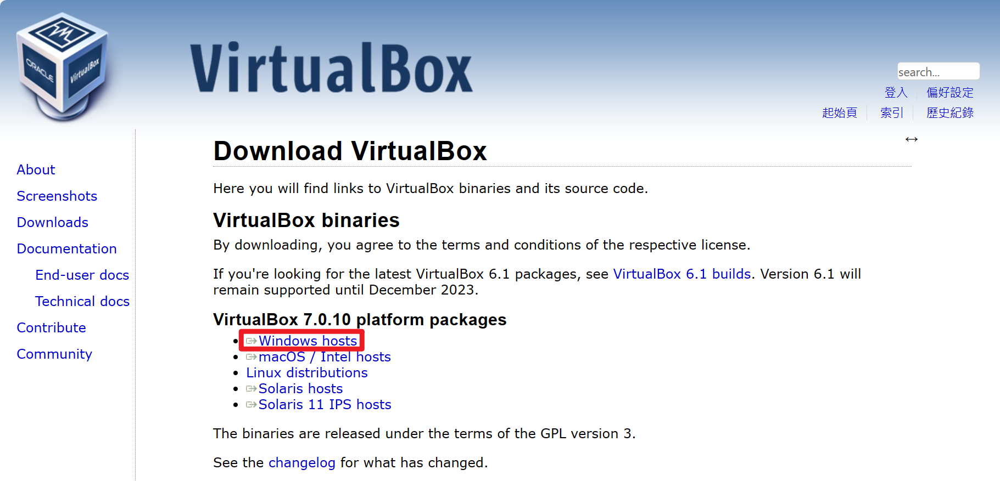 ORACLE
VirtualBox
VirtualBox
search...
登入 偏好設定
起始頁 索引 歷史紀錄
About
Screenshots
Downloads
Documentation
End-user docs
Technical docs
Contribute
Community
Download VirtualBox
Here you will find links to VirtualBox binaries and its source code.
VirtualBox binaries
By downloading, you agree to the terms and conditions of the respective license.
If you're looking for the latest VirtualBox 6.1 packages, see VirtualBox 6.1 builds. Version 6.1 will
remain supported until December 2023.
VirtualBox 7.0.10 platform packages
Windows hosts
macOS / Intel hosts
Linux distributions
Solaris hosts
Solaris 11 IPS hosts
The binaries are released under the terms of the GPL version 3.
See the changelog for what has changed.